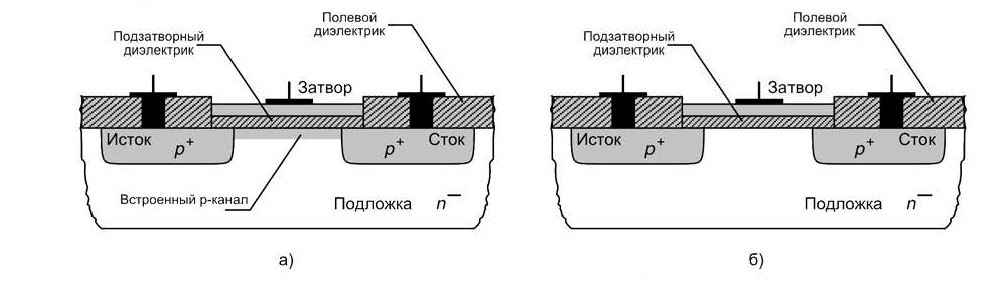 Подзатворный
диэлектрик
Полевой
диэлектрик
Затвор
Исток
p+
p+
Сток
Встроенный р-канал
Подложка n−
а)
Подзатворный
диэлектрик
Полевой
диэлектрик
Затвор
Исток
p+
p+
Сток
Подложка n−
б)